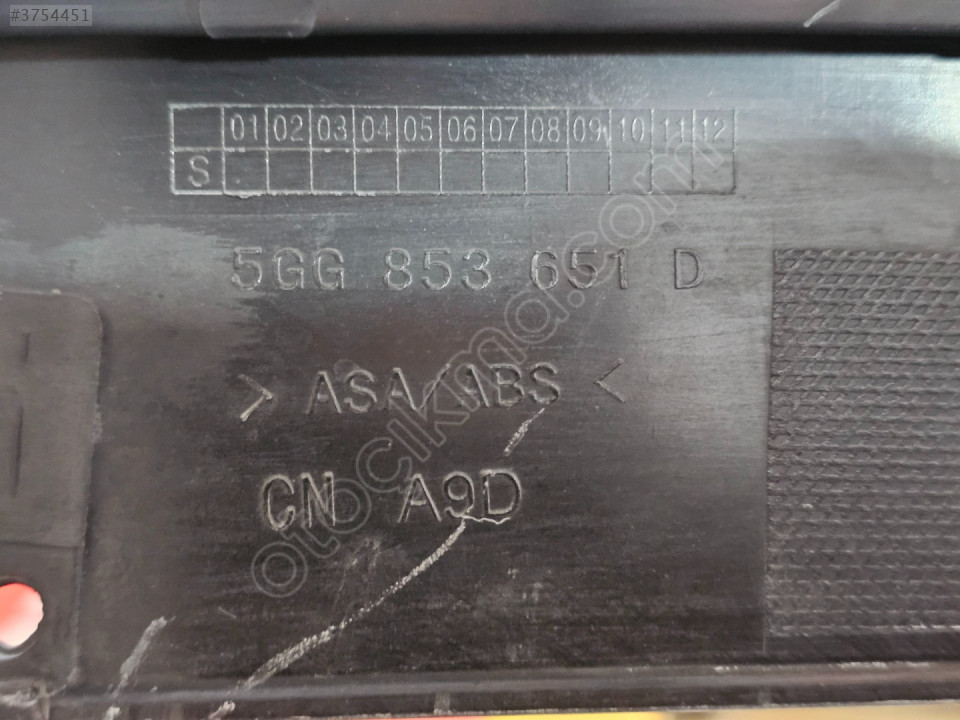 #3754451
01 02 03 04 05 06 07 08 09 10 11 12
S
5GG 853 651 D
> ASA/ABS <
CN A9D
otocikma.com